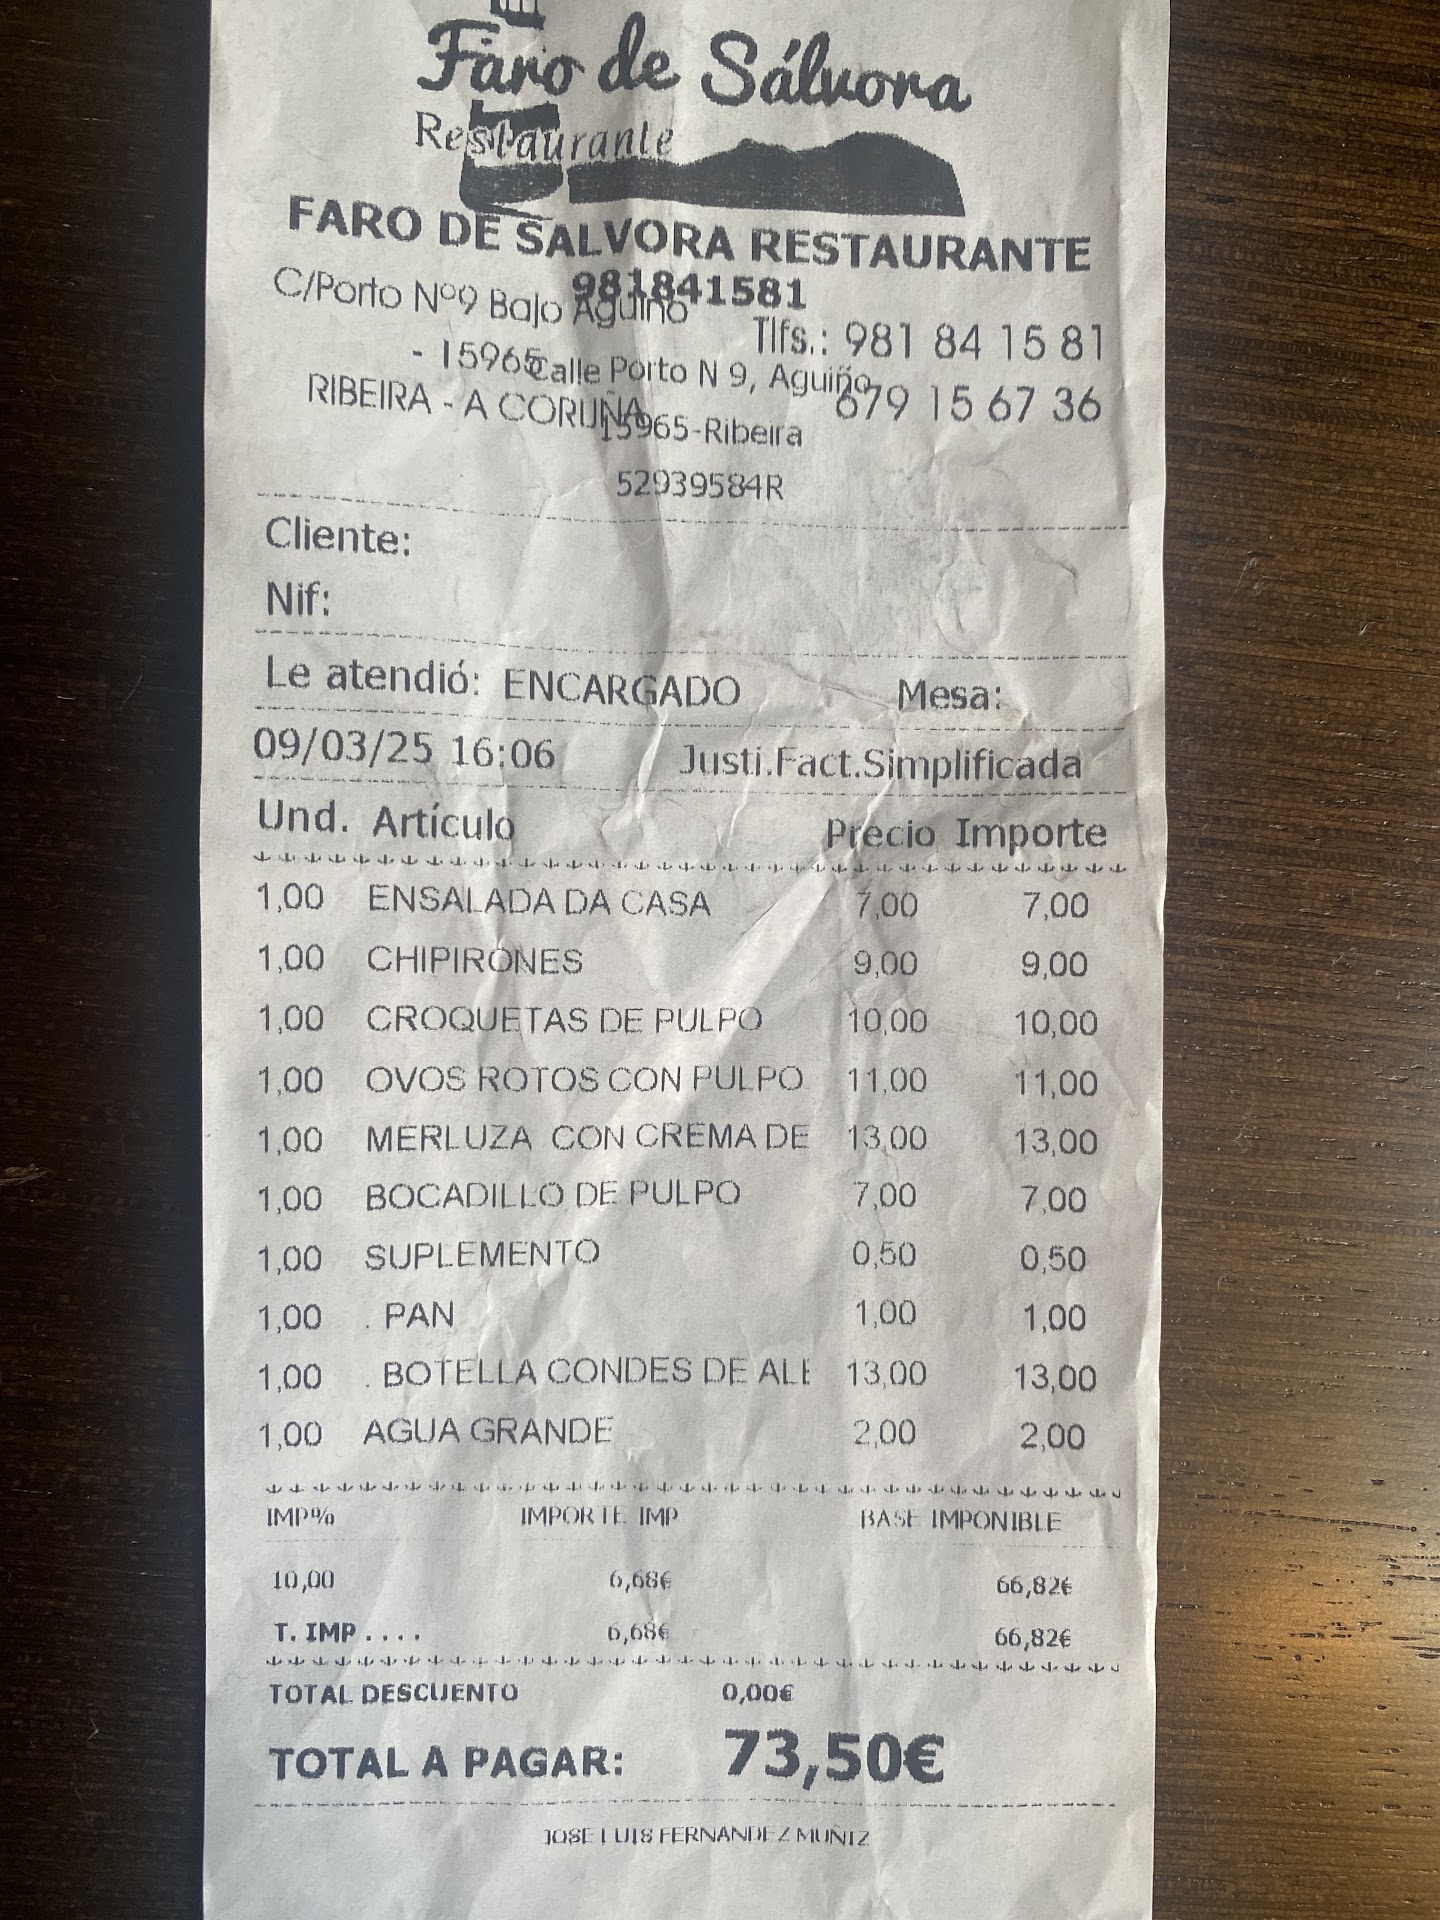 Faro de Sálvora
Restaurante
FARO DE SALVORA RESTAURANTE
981841581
C/Porto Nº9 Bajo Aguiño
Tlfs.: 981 84 15 81
- 15965
Calle Porto N 9, Aguiño
RIBEIRA - A CORUÑA
679 15 67 36
15965-Ribeira
52939584R
Cliente:
Nif:
Le atendió: ENCARGADO Mesa:
09/03/25 16:06 Justi.Fact.Simplificada
Und. Artículo Precio Importe
1,00 ENSALADA DA CASA 7,00 7,00
1,00 CHIPIRONES 9,00 9,00
1,00 CROQUETAS DE PULPO 10,00 10,00
1,00 OVOS ROTOS CON PULPO 11,00 11,00
1,00 MERLUZA CON CREMA DE 13,00 13,00
1,00 BOCADILLO DE PULPO 7,00 7,00
1,00 SUPLEMENTO 0,50 0,50
1,00 . PAN 1,00 1,00
1,00 . BOTELLA CONDES DE ALB 13,00 13,00
1,00 AGUA GRANDE 2,00 2,00
IMP% IMPORTE IMP BASE IMPONIBLE
10,00 6,68€ 66,82€
T. IMP .... 6,68€ 66,82€
TOTAL DESCUENTO 0,00€
TOTAL A PAGAR: 73,50€
JOSE LUIS FERNANDEZ MUÑIZ